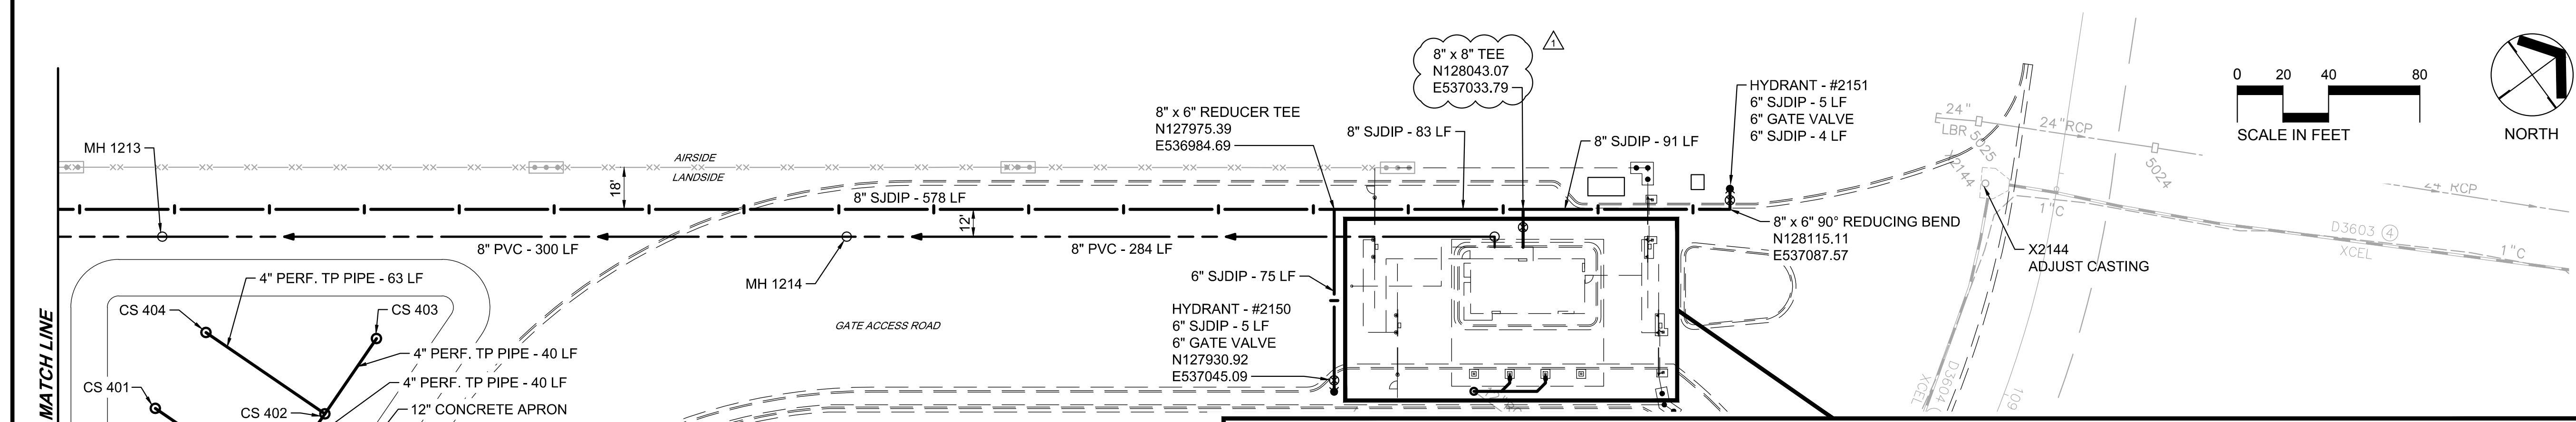 8" x 8" TEE
N128043.07
E537033.79
1
HYDRANT - #2151
6" SJDIP - 5 LF
6" GATE VALVE
6" SJDIP - 4 LF
0 20 40 80
SCALE IN FEET
NORTH
8" x 6" REDUCER TEE
N127975.39
E536984.69
8" SJDIP - 83 LF
8" SJDIP - 91 LF
24"
LBR
5025
24"RCP
X2144
5024
24" RCP
MH 1213
AIRSIDE
LANDSIDE
18'
8" SJDIP - 578 LF
12'
8" PVC - 300 LF
8" PVC - 284 LF
8" x 6" 90° REDUCING BEND
N128115.11
E537087.57
1"C
D3603 4
XCEL
1"C
X2144
ADJUST CASTING
4" PERF. TP PIPE - 63 LF
MH 1214
6" SJDIP - 75 LF
CS 404
CS 403
GATE ACCESS ROAD
HYDRANT - #2150
6" SJDIP - 5 LF
6" GATE VALVE
N127930.92
E537045.09
4" PERF. TP PIPE - 40 LF
4" PERF. TP PIPE - 40 LF
CS 401
CS 402
12" CONCRETE APRON
MATCH LINE
XCEL
D3604
109